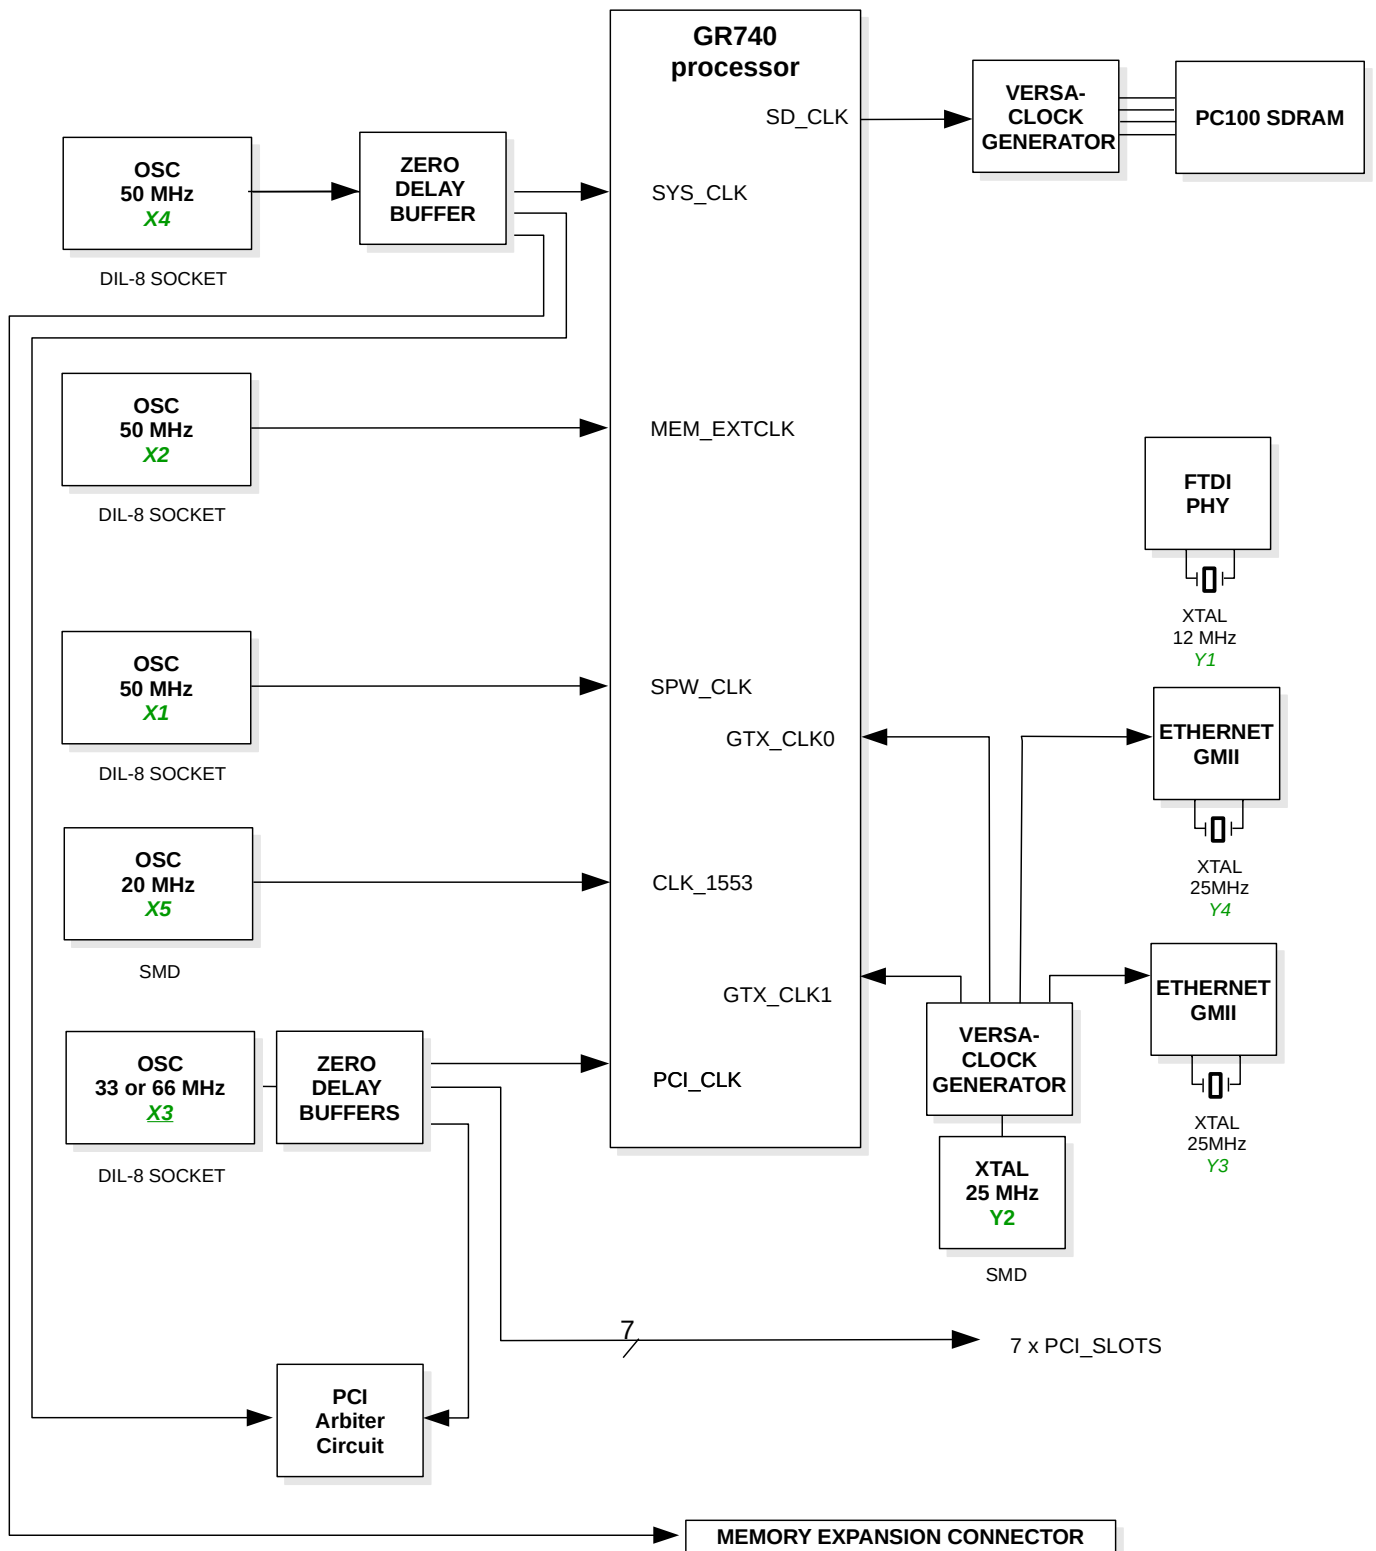 GR740
processor
SD_CLK
VERSA-
CLOCK
GENERATOR
PC100 SDRAM
OSC
50 MHz
X4
DIL-8 SOCKET
ZERO
DELAY
BUFFER
SYS_CLK
OSC
50 MHz
X2
DIL-8 SOCKET
MEM_EXTCLK
FTDI
PHY
XTAL
12 MHz
Y1
OSC
50 MHz
X1
DIL-8 SOCKET
SPW_CLK
GTX_CLK0
ETHERNET
GMII
XTAL
25MHz
Y4
OSC
20 MHz
X5
SMD
CLK_1553
GTX_CLK1
ETHERNET
GMII
XTAL
25MHz
Y3
OSC
33 or 66 MHz
X3
DIL-8 SOCKET
ZERO
DELAY
BUFFERS
PCI_CLK
VERSA-
CLOCK
GENERATOR
XTAL
25 MHz
Y2
SMD
7
7 x PCI_SLOTS
PCI
Arbiter
Circuit
MEMORY EXPANSION CONNECTOR